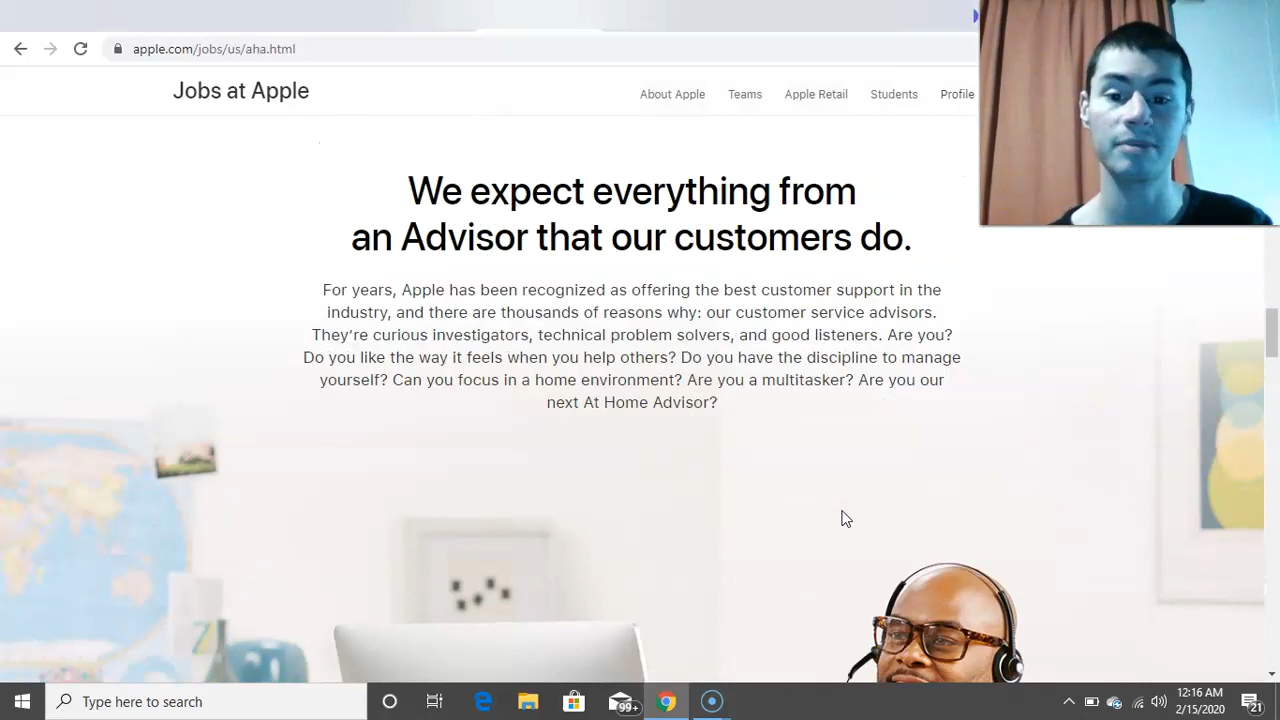 apple.com/jobs/us/aha.html
Jobs at Apple
About Apple Teams Apple Retail Students Profile
We expect everything from
an Advisor that our customers do.
For years, Apple has been recognized as offering the best customer support in the
industry, and there are thousands of reasons why: our customer service advisors.
They're curious investigators, technical problem solvers, and good listeners. Are you?
Do you like the way it feels when you help others? Do you have the discipline to manage
yourself? Can you focus in a home environment? Are you a multitasker? Are you our
next At Home Advisor?
Type here to search
99+
12:16 AM
2/15/2020
21